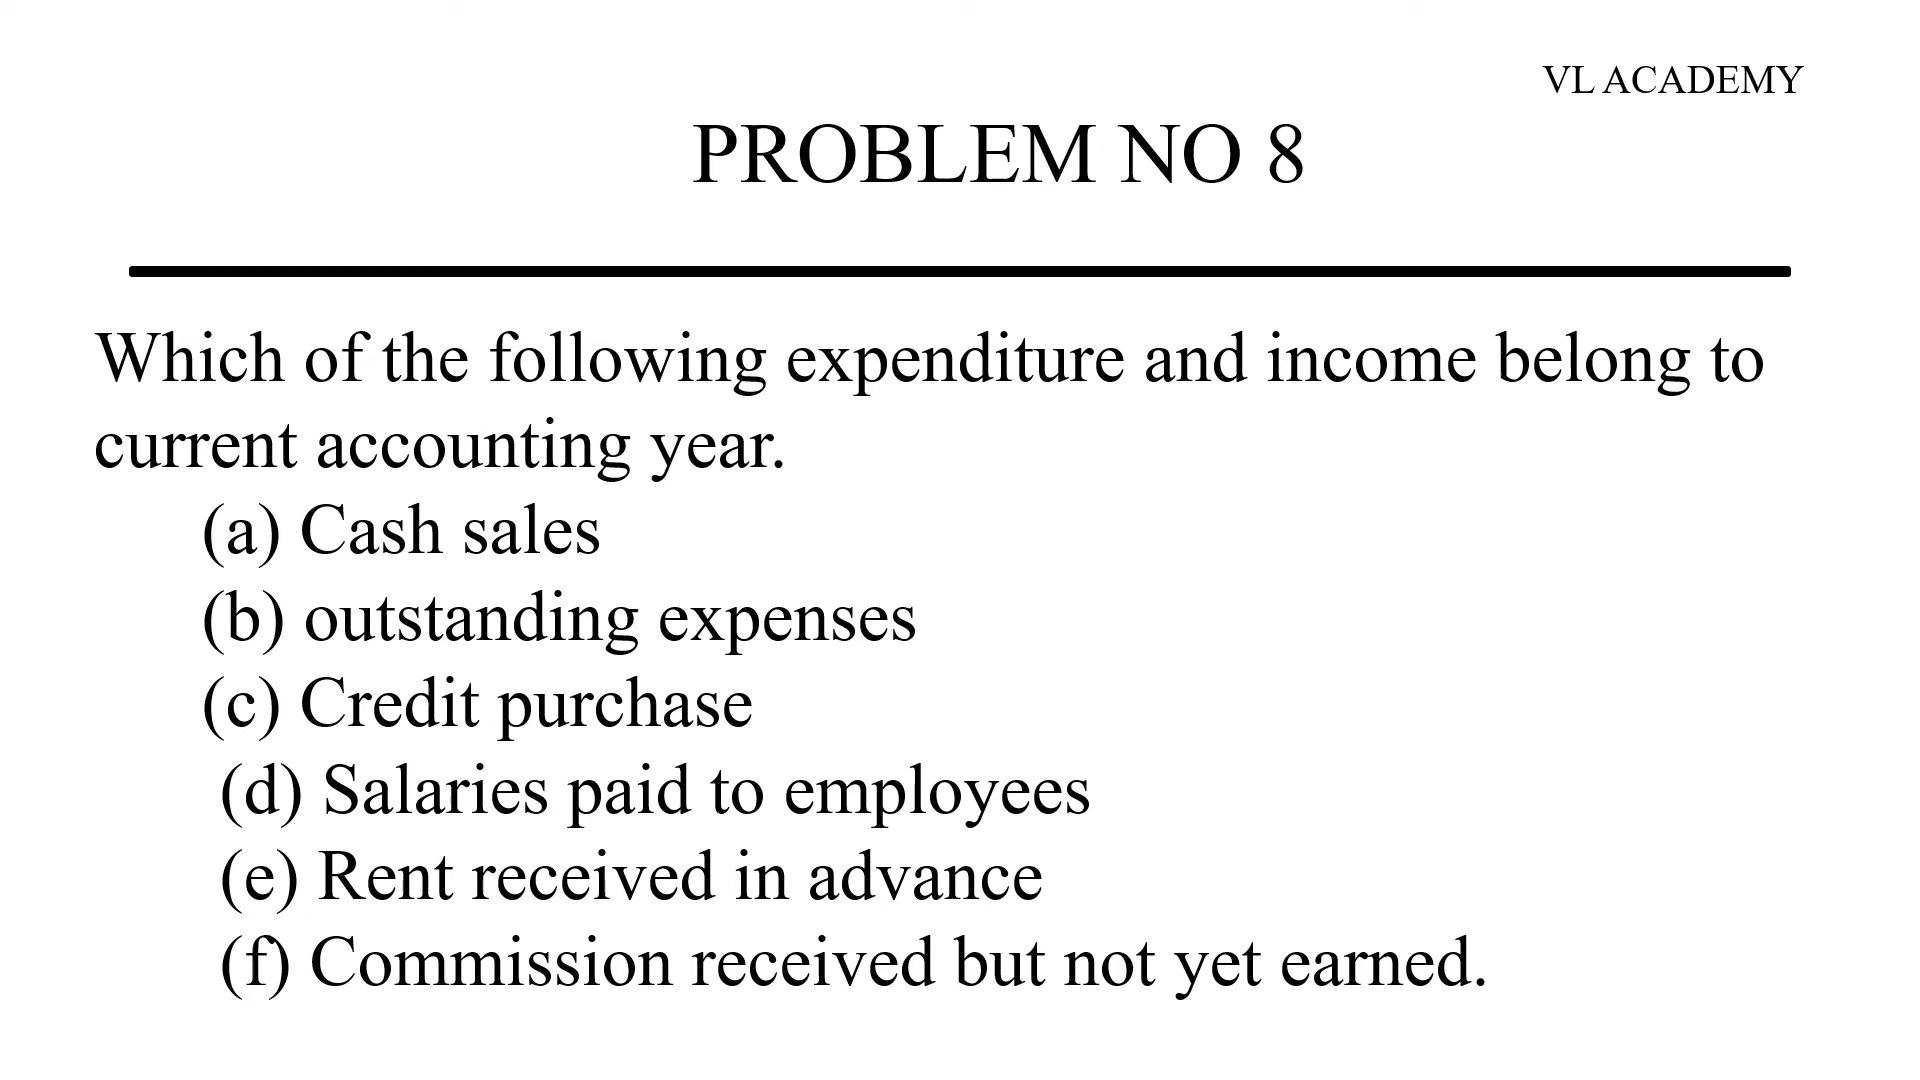 VL ACADEMY
PROBLEM NO 8
Which of the following expenditure and income belong to
current accounting year.
(a) Cash sales
(b) outstanding expenses
(c) Credit purchase
(d) Salaries paid to employees
(e) Rent received in advance
(f) Commission received but not yet earned.